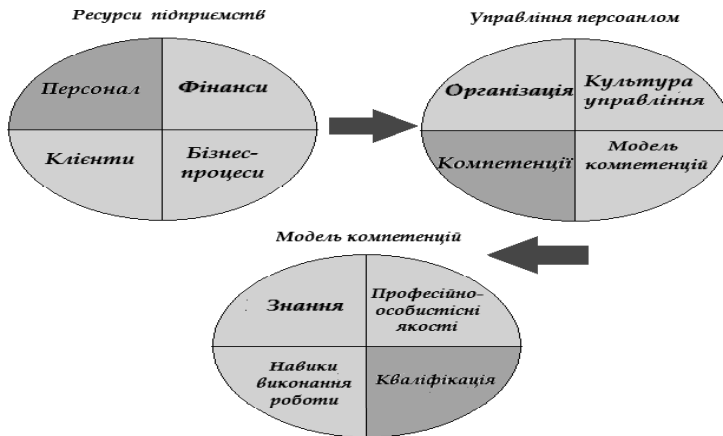 Ресурси підприємств
Управління персоанлом
Персонал
Фінанси
Клієнти
Бізнес-
процеси
Організація
Культура
управління
Компетенції
Модель
компетенцій
Модель компетенцій
Знання
Професійно-
особистісні
якості
Навики
виконання
роботи
Кваліфікація